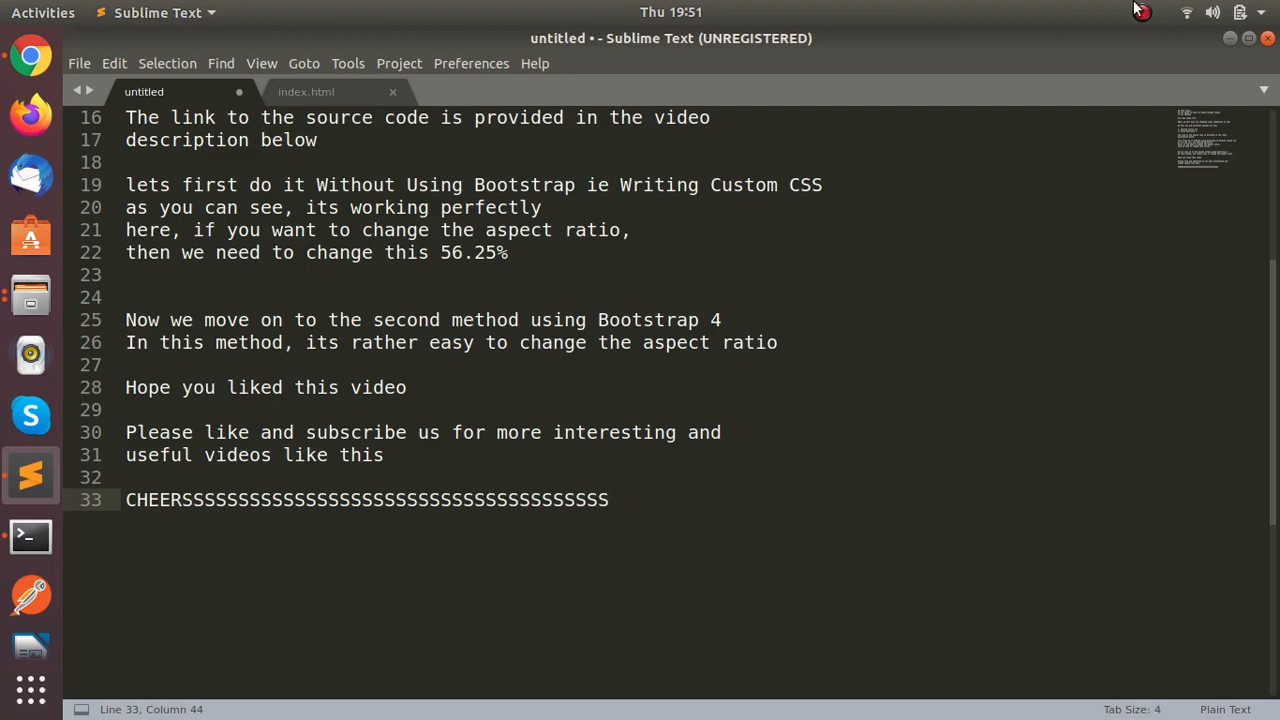 Activities Sublime Text Thu 19:51
untitled • - Sublime Text (UNREGISTERED)
File Edit Selection Find View Goto Tools Project Preferences Help
untitled index.html
16 The link to the source code is provided in the video
17 description below
18
19 lets first do it Without Using Bootstrap ie Writing Custom CSS
20 as you can see, its working perfectly
21 here, if you want to change the aspect ratio,
22 then we need to change this 56.25%
23
24
25 Now we move on to the second method using Bootstrap 4
26 In this method, its rather easy to change the aspect ratio
27
28 Hope you liked this video
29
30 Please like and subscribe us for more interesting and
31 useful videos like this
32
33 CHEERSSSSSSSSSSSSSSSSSSSSSSSSSSSSSSSSSSSSSS
Line 33, Column 44 Tab Size: 4 Plain Text